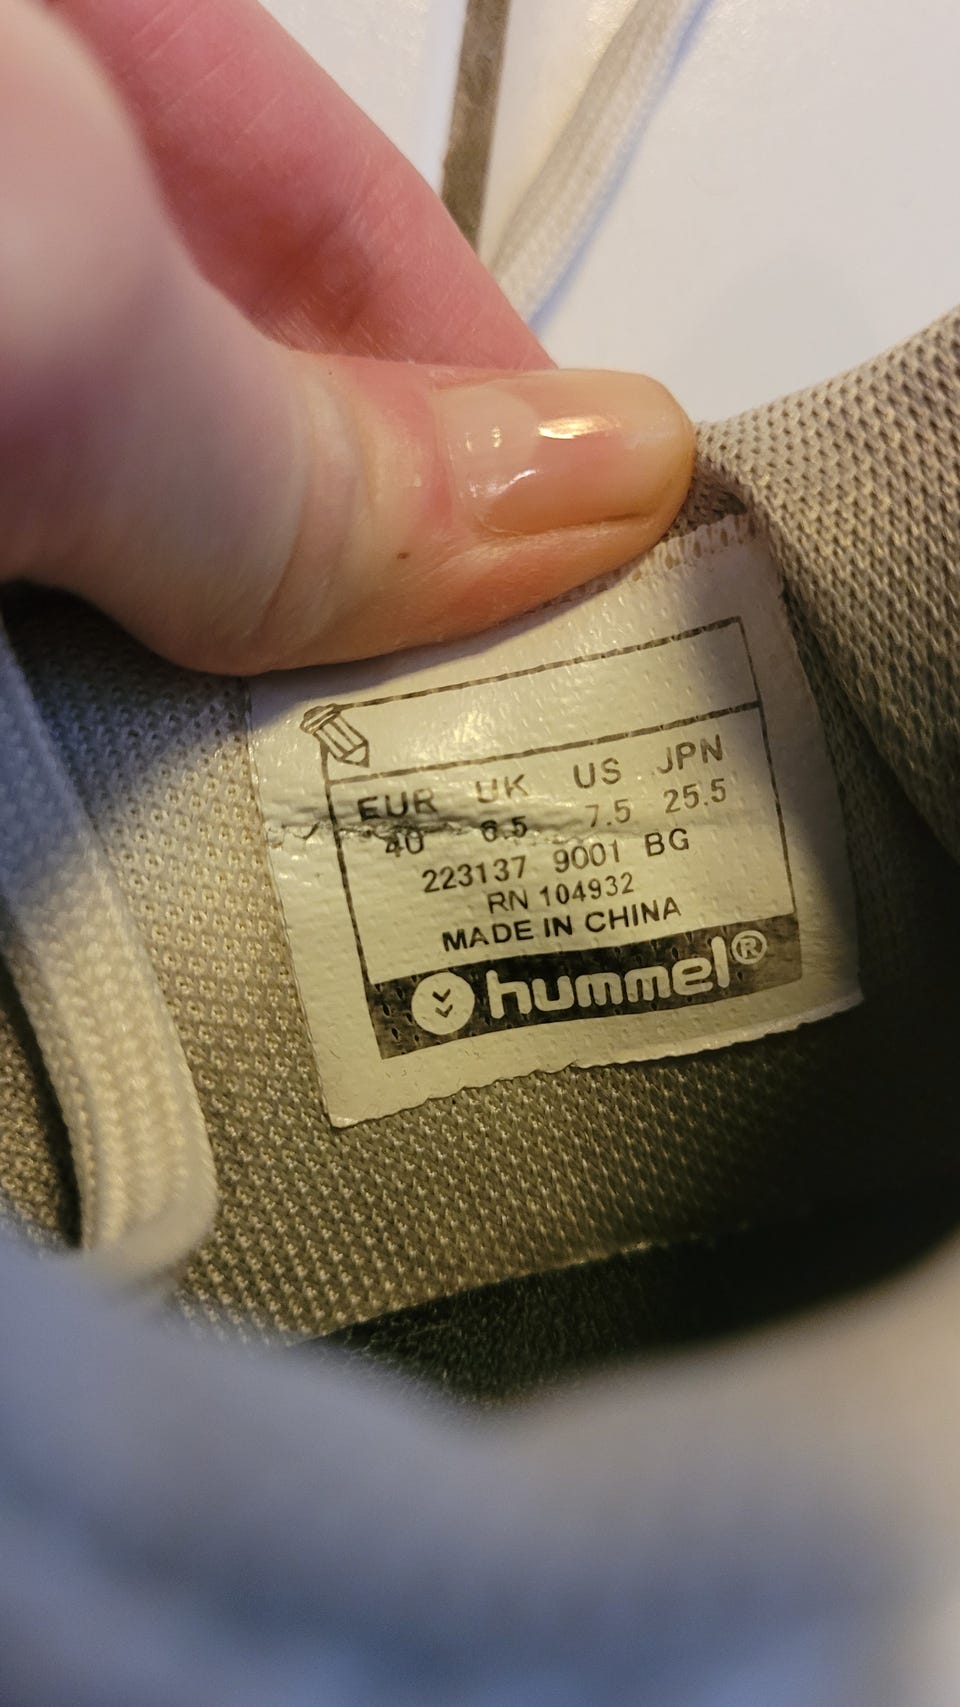 EUR UK US JPN
40 6.5 7.5 25.5
223137 9001 BG
RN 104932
MADE IN CHINA
hummel®